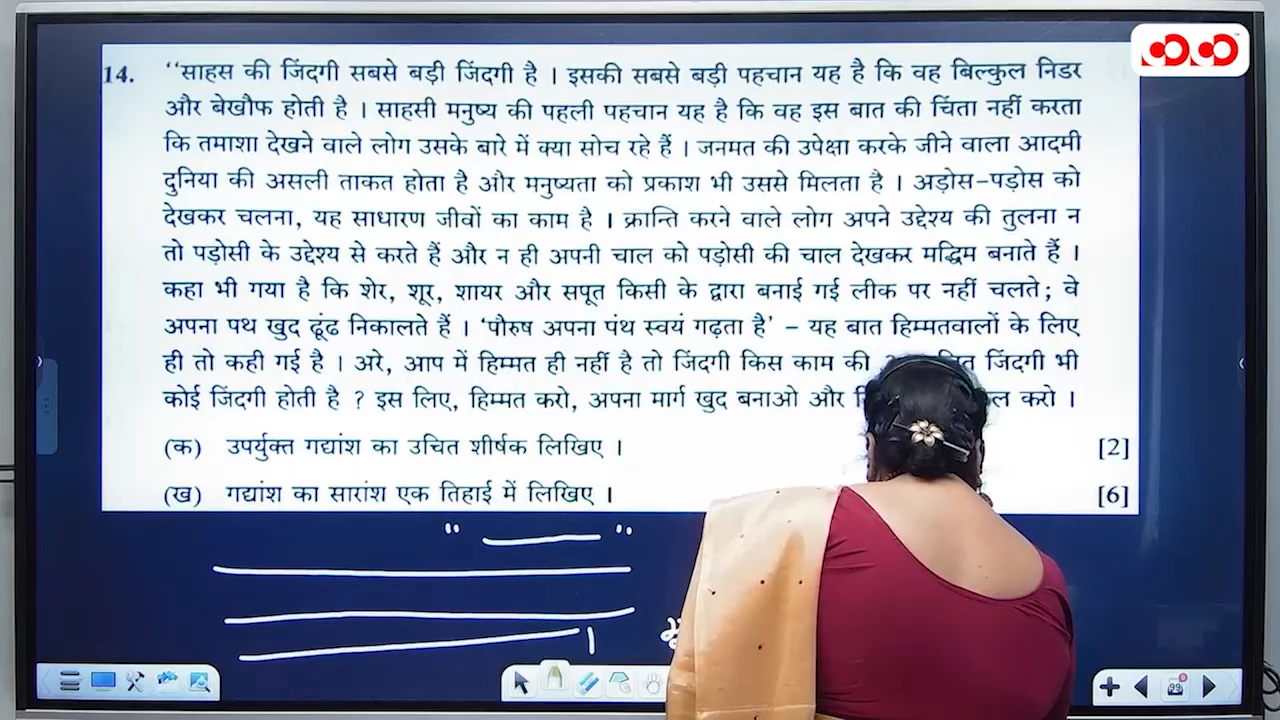 14. ‘‘साहस की जिंदगी सबसे बड़ी जिंदगी है । इसकी सबसे बड़ी पहचान यह है कि वह बिल्कुल निडर
और बेखौफ होती है । साहसी मनुष्य की पहली पहचान यह है कि वह इस बात की चिंता नहीं करता
कि तमाशा देखने वाले लोग उसके बारे में क्या सोच रहे हैं । जनमत की उपेक्षा करके जीने वाला आदमी
दुनिया की असली ताकत होता है और मनुष्यता को प्रकाश भी उससे मिलता है । अड़ोस-पड़ोस को
देखकर चलना, यह साधारण जीवों का काम है । क्रान्ति करने वाले लोग अपने उद्देश्य की तुलना न
तो पड़ोसी के उद्देश्य से करते हैं और न ही अपनी चाल को पड़ोसी की चाल देखकर मद्धिम बनाते हैं ।
कहा भी गया है कि शेर, शूर, शायर और सपूत किसी के द्वारा बनाई गई लीक पर नहीं चलते; वे
अपना पथ खुद ढूंढ निकालते हैं । ‘पौरुष अपना पंथ स्वयं गढ़ता है’ – यह बात हिम्मतवालों के लिए
ही तो कही गई है । अरे, आप में हिम्मत ही नहीं है तो जिंदगी किस काम की जिंदगी भी
कोई जिंदगी होती है ? इस लिए, हिम्मत करो, अपना मार्ग खुद बनाओ और करो ।
(क) उपर्युक्त गद्यांश का उचित शीर्षक लिखिए । [2]
(ख) गद्यांश का सारांश एक तिहाई में लिखिए । [6]
99